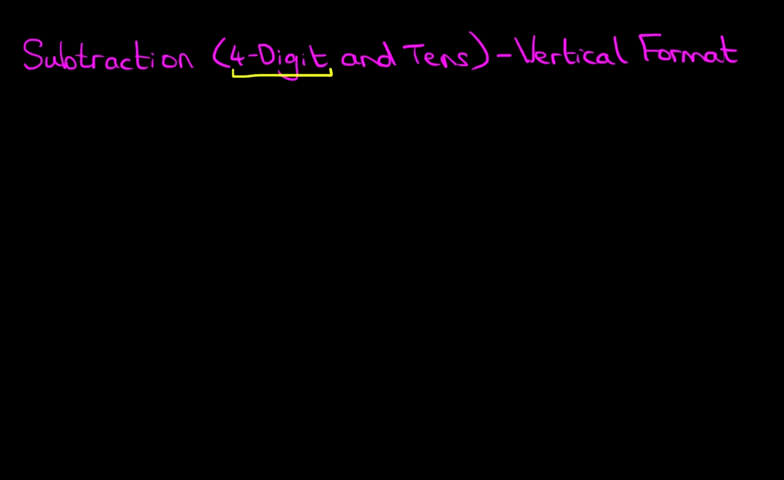 Subtraction (4-Digit and Tens) - Vertical Format